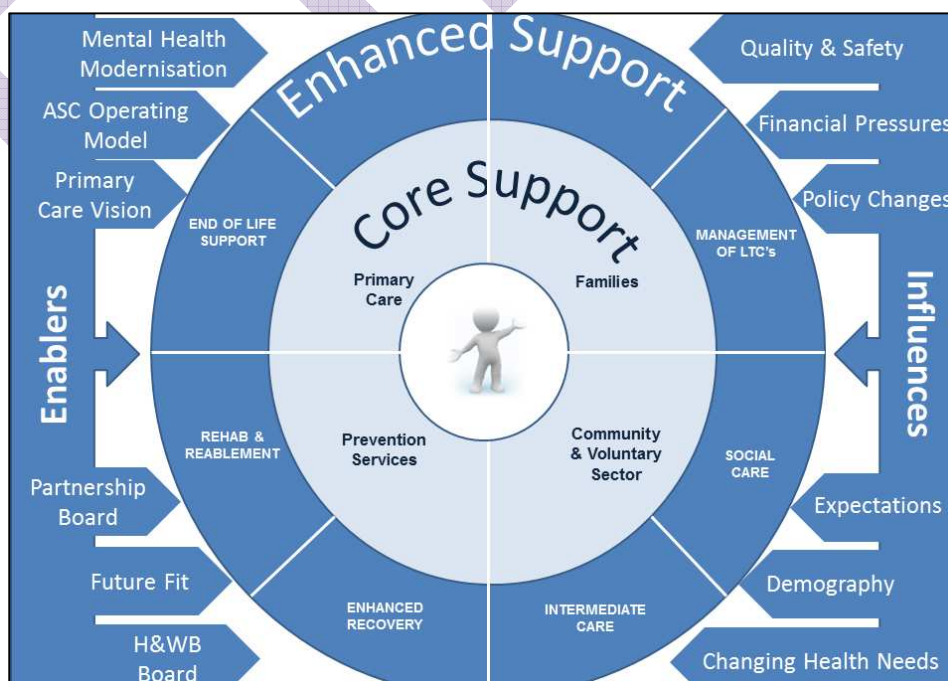 Mental Health
Modernisation
ASC Operating
Model
Primary
Care Vision
Enablers
Partnership
Board
Future Fit
H&WB
Board
Enhanced Support
Core Support
END OF LIFE
SUPPORT
MANAGEMENT
OF LTC's
Primary
Care
Families
REHAB &
REABLEMENT
Prevention
Services
Community
& Voluntary
Sector
SOCIAL
CARE
ENHANCED
RECOVERY
INTERMEDIATE
CARE
Quality & Safety
Financial Pressures
Policy Changes
Influences
Expectations
Demography
Changing Health Needs